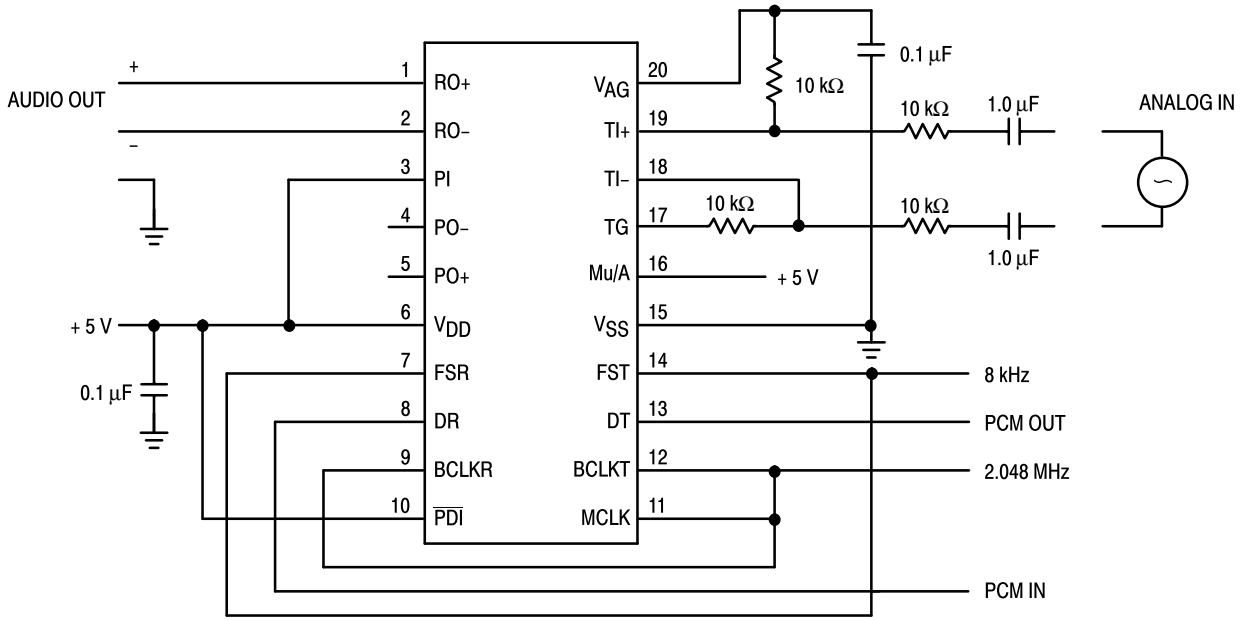 AUDIO OUT
+
−
1 RO+
2 RO−
3 PI
4 PO−
5 PO+
+ 5 V
6 VDD
7 FSR
0.1 µF
8 DR
9 BCLKR
10 PDI
VAG 20
TI+ 19
TI− 18
TG 17
Mu/A 16
+ 5 V
VSS 15
FST 14
8 kHz
DT 13
PCM OUT
BCLKT 12
2.048 MHz
MCLK 11
PCM IN
10 kΩ
0.1 µF
10 kΩ
1.0 µF
ANALOG IN
10 kΩ
10 kΩ
1.0 µF